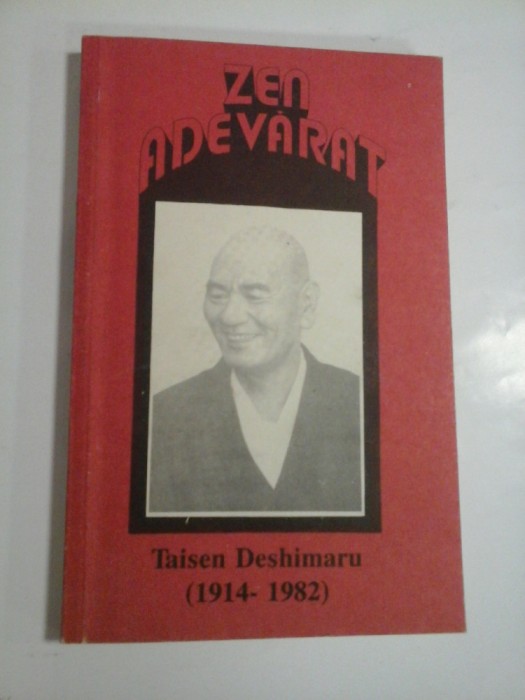 ZEN
ADEVĂRAT
Taisen Deshimaru
(1914- 1982)